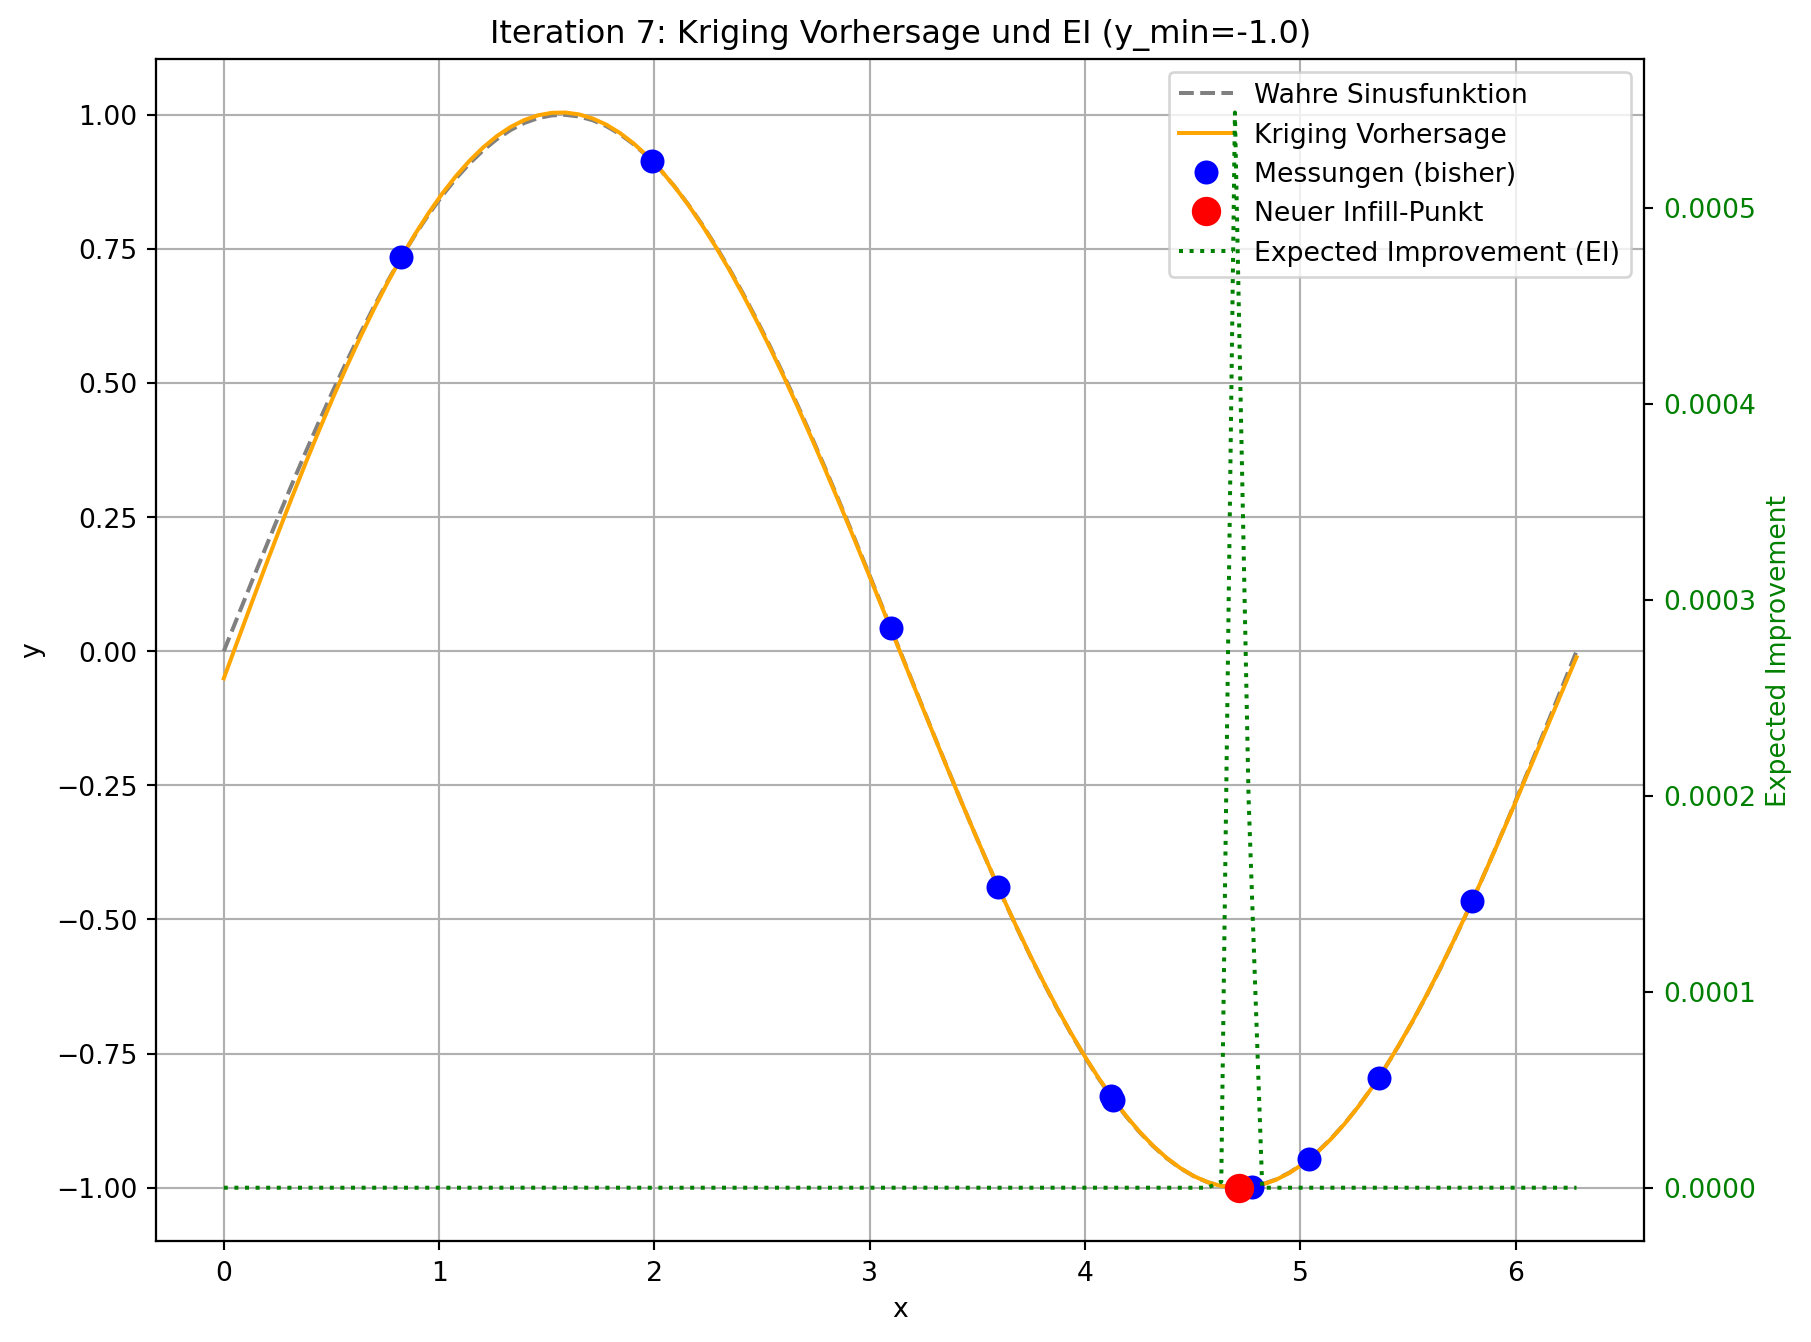 Iteration 7: Kriging Vorhersage und EI (y_min=-1.0)
Wahre Sinusfunktion
Kriging Vorhersage
Messungen (bisher)
Neuer Infill-Punkt
Expected Improvement (EI)
1.00
0.75
0.50
0.25
0.00
−0.25
−0.50
−0.75
−1.00
y
0.0005
0.0004
0.0003
0.0002
0.0001
0.0000
Expected Improvement
0 1 2 3 4 5 6
x